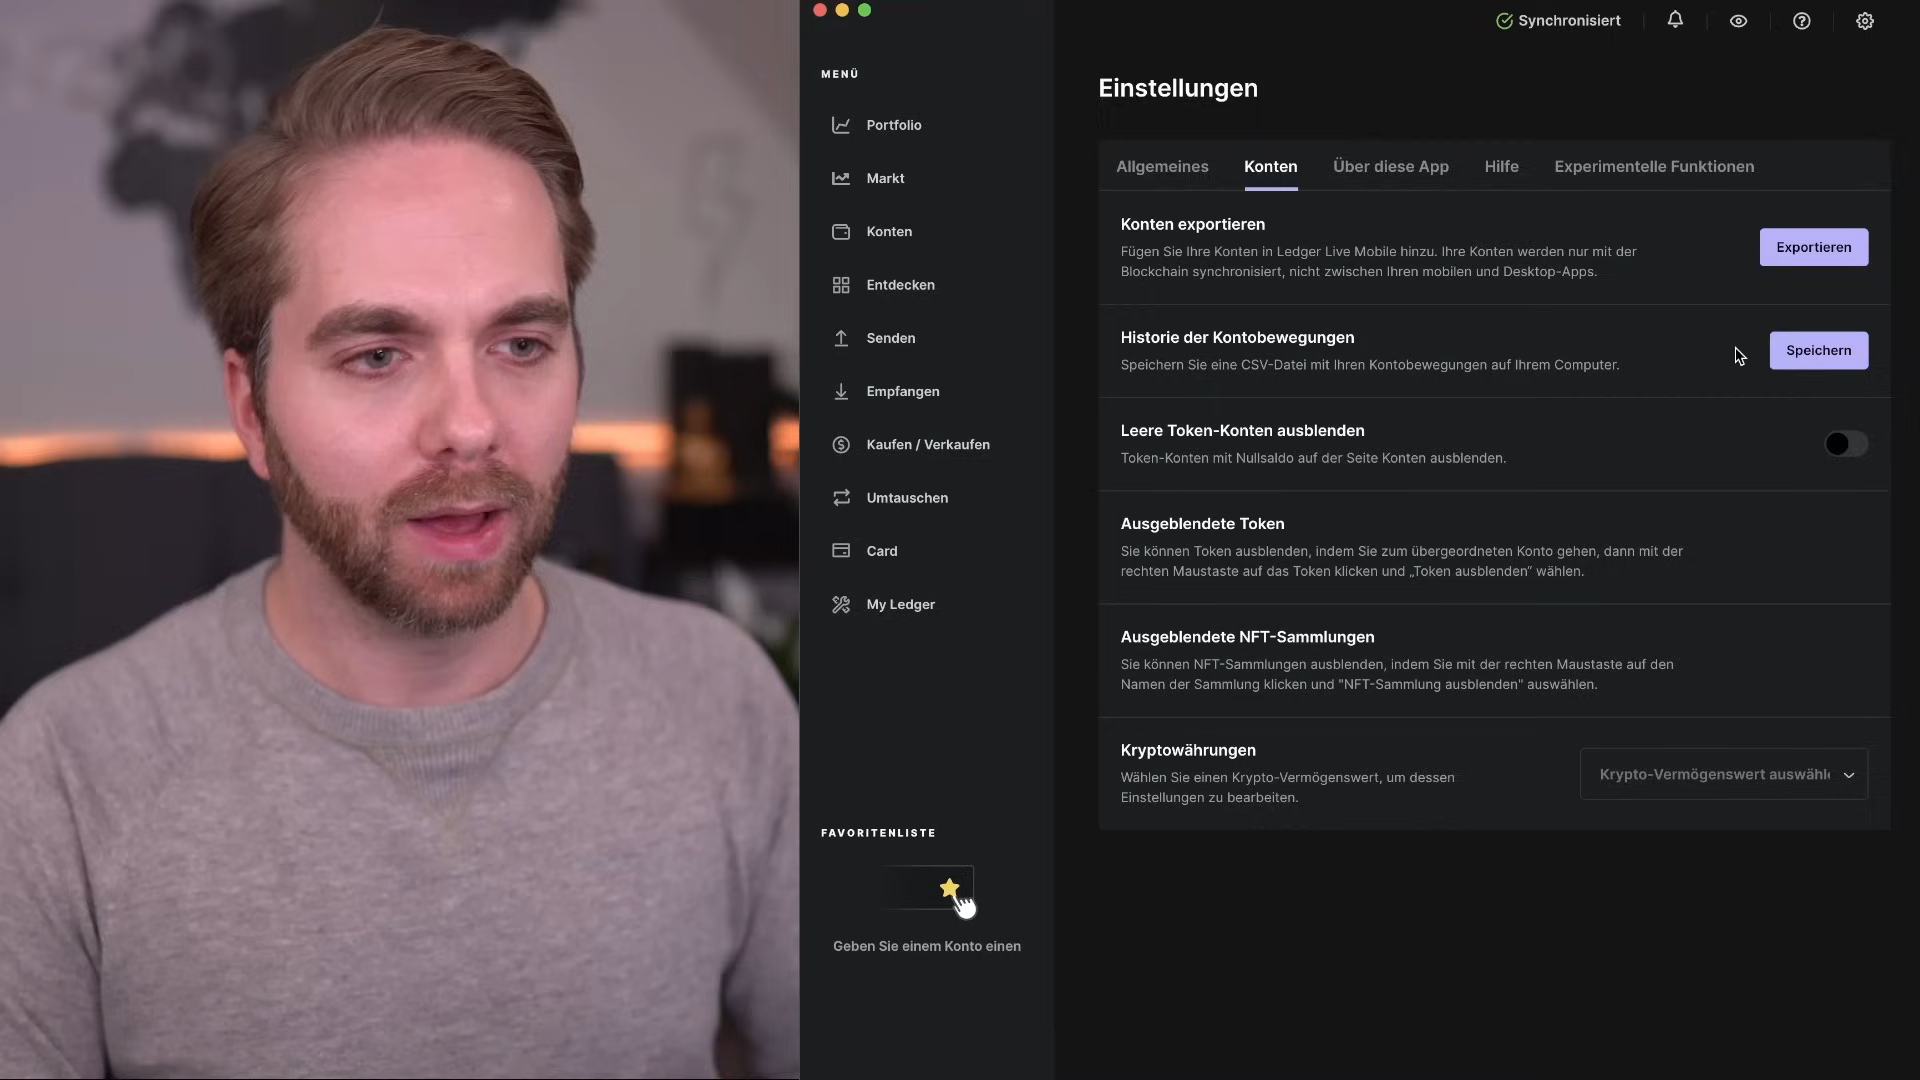 Synchronisiert
MENÜ
Portfolio
Markt
Konten
Entdecken
Senden
Empfangen
Kaufen / Verkaufen
Umtauschen
Card
My Ledger
FAVORITENLISTE
Geben Sie einem Konto einen
Einstellungen
Allgemeines Konten Über diese App Hilfe Experimentelle Funktionen
Konten exportieren
Fügen Sie Ihre Konten in Ledger Live Mobile hinzu. Ihre Konten werden nur mit der
Blockchain synchronisiert, nicht zwischen Ihren mobilen und Desktop-Apps.
Exportieren
Historie der Kontobewegungen
Speichern Sie eine CSV-Datei mit Ihren Kontobewegungen auf Ihrem Computer.
Speichern
Leere Token-Konten ausblenden
Token-Konten mit Nullsaldo auf der Seite Konten ausblenden.
Ausgeblendete Token
Sie können Token ausblenden, indem Sie zum übergeordneten Konto gehen, dann mit der
rechten Maustaste auf das Token klicken und „Token ausblenden“ wählen.
Ausgeblendete NFT-Sammlungen
Sie können NFT-Sammlungen ausblenden, indem Sie mit der rechten Maustaste auf den
Namen der Sammlung klicken und "NFT-Sammlung ausblenden" auswählen.
Kryptowährungen
Wählen Sie einen Krypto-Vermögenswert, um dessen
Einstellungen zu bearbeiten.
Krypto-Vermögenswert auswähl